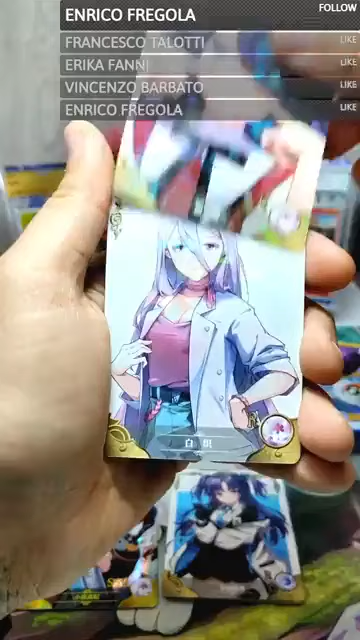 ENRICO FREGOLA
FOLLOW
FRANCESCO TALOTTI
LIKE
ERIKA FANNI
LIKE
VINCENZO BARBATO
LIKE
ENRICO FREGOLA
LIKE